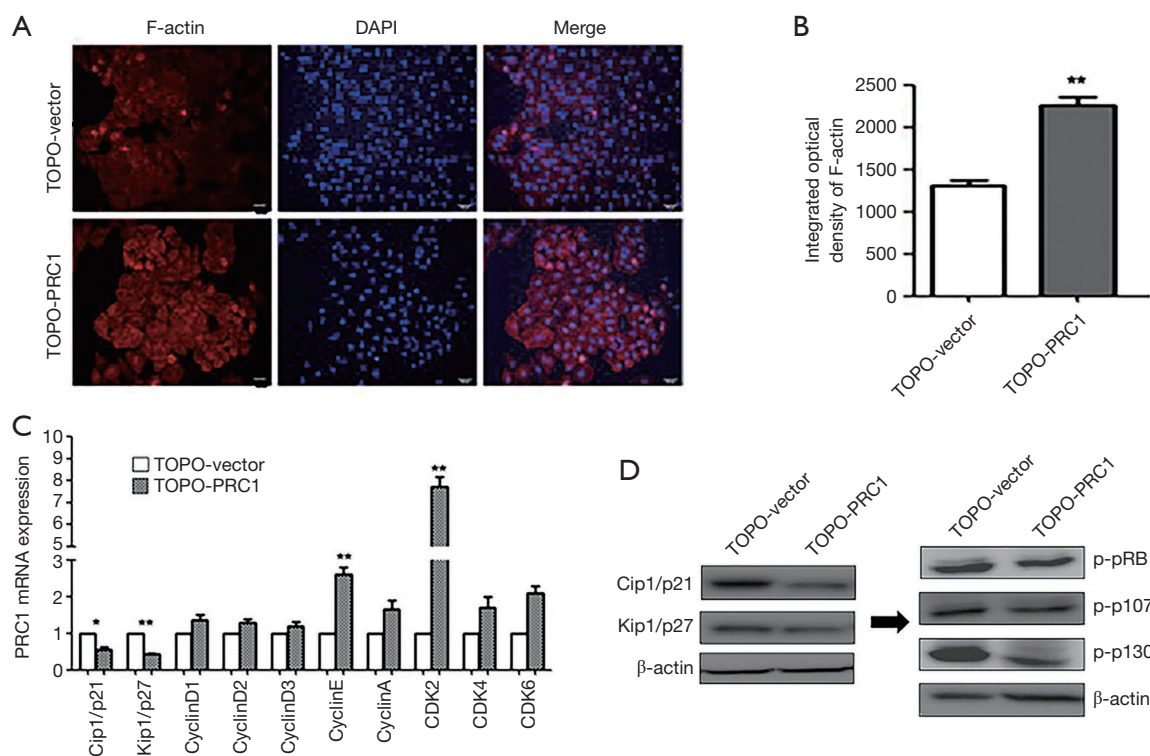 A
F-actin
DAPI
Merge
TOPO-vector
TOPO-PRC1
B
Integrated optical
density of F-actin
2500
2000
1500
1000
500
0
**
TOPO-vector
TOPO-PRC1
C
PRC1 mRNA expression
10
9
8
7
6
5
3
2
1
0
TOPO-vector
TOPO-PRC1
*
**
**
**
Cip1/p21
Kip1/p27
CyclinD1
CyclinD2
CyclinD3
CyclinE
CyclinA
CDK2
CDK4
CDK6
D
TOPO-vector
TOPO-PRC1
Cip1/p21
Kip1/p27
β-actin
TOPO-vector
TOPO-PRC1
p-pRB
p-p107
p-p130
β-actin